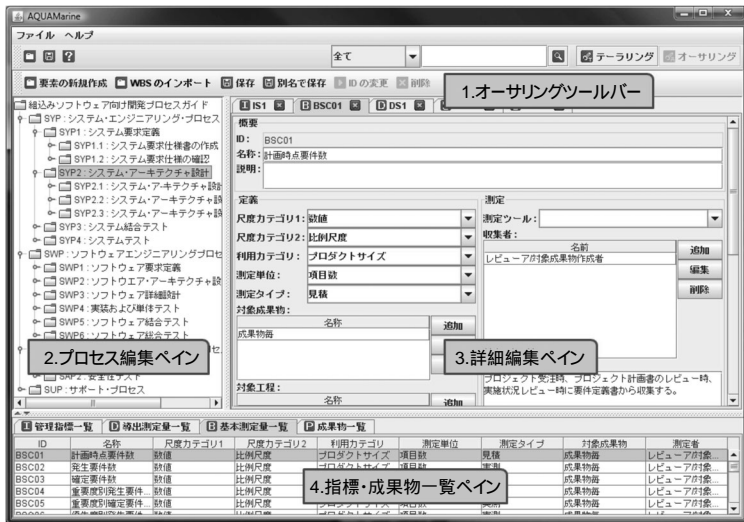 AQUAMarine
ファイル ヘルプ
全て テーラリング オーサリング
要素の新規作成 WBSのインポート 保存 別名で保存 IDの変更 削除
1.オーサリングツールバー
組込みソフトウェア向け開発プロセスガイド
SYP:システム・エンジニアリング・プロセス
SYP1:システム要求定義
SYP1.1:システム要求仕様書の作成
SYP1.2:システム要求仕様の確認
SYP2:システム・アーキテクチャ設計
SYP2.1:システム・アーキテクチャ設
SYP2.2:システム・アーキテクチャ設
SYP2.3:システム・アーキテクチャ設
SYP3:システム結合テスト
SYP4:システムテスト
SWP:ソフトウェアエンジニアリングプロセ
SWP1:ソフトウェア要求定義
SWP2:ソフトウエア・アーキテクチャ設
SWP3:ソフトウェア詳細設計
SWP4:実装および単体テスト
SWP5:ソフトウェア結合テスト
SWP6:ソフトウェア総合テスト
2.プロセス編集ペイン
SAP2:安全性テスト
SUP:サポート・プロセス
IS1 BSC01 DS1
概要
ID: BSC01
名称: 計画時点要件数
説明:
定義
尺度カテゴリ1: 数値
尺度カテゴリ2: 比例尺度
利用カテゴリ: プロダクトサイズ
測定単位: 項目数
測定タイプ: 見積
対象成果物:
名称 追加
成果物毎
対象工程:
名称 追加
測定
測定ツール:
収集者:
名前 追加
レビューア/対象成果物作成者 編集
削除
3.詳細編集ペイン
プロジェクト受注時、プロジェクト計画書のレビュー時、
実施状況レビュー時に要件定義書から収集する。
管理指標一覧 導出測定量一覧 基本測定量一覧 成果物一覧
ID 名称 尺度カテゴリ1 尺度カテゴリ2 利用カテゴリ 測定単位 測定タイプ 対象成果物 測定者
BSC01 計画時点要件数 数値 比例尺度 プロダクトサイズ 項目数 見積 成果物毎 レビューア/対象...
BSC02 発生要件数 数値 比例尺度 プロダクトサイズ 項目数 実測 成果物毎 レビューア/対象...
BSC03 確定要件数 数値 比例尺度 成果物毎 レビューア/対象...
BSC04 重要度別発生要件... 数値 比例尺度 成果物毎 レビューア/対象...
BSC05 重要度別確定要件... 数値 比例尺度 成果物毎 レビューア/対象...
4.指標・成果物一覧ペイン